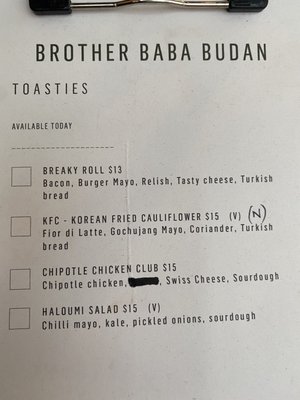 BROTHER BABA BUDAN
TOASTIES
AVAILABLE TODAY
BREAKY ROLL $13
Bacon, Burger Mayo, Relish, Tasty cheese, Turkish
bread
KFC - KOREAN FRIED CAULIFLOWER $15 (V) (N)
Fior di Latte, Gochujang Mayo, Coriander, Turkish
bread
CHIPOTLE CHICKEN CLUB $15
Chipotle chicken, , Swiss Cheese, Sourdough
HALOUMI SALAD $15 (V)
Chilli mayo, kale, pickled onions, sourdough